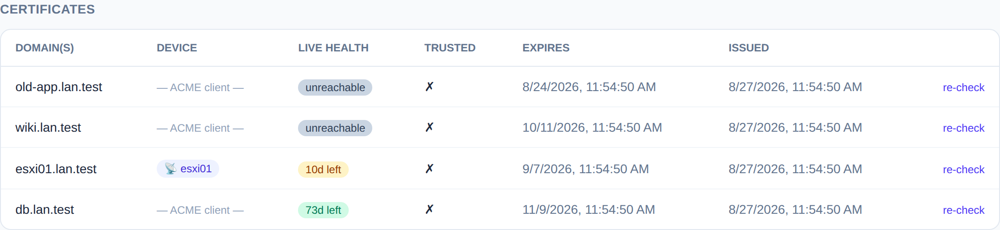 CERTIFICATES
DOMAIN(S) DEVICE LIVE HEALTH TRUSTED EXPIRES ISSUED
old-app.lan.test — ACME client — unreachable ✗ 8/24/2026, 11:54:50 AM 8/27/2026, 11:54:50 AM re-check
wiki.lan.test — ACME client — unreachable ✗ 10/11/2026, 11:54:50 AM 8/27/2026, 11:54:50 AM re-check
esxi01.lan.test 📡 esxi01 10d left ✗ 9/7/2026, 11:54:50 AM 8/27/2026, 11:54:50 AM re-check
db.lan.test — ACME client — 73d left ✗ 11/9/2026, 11:54:50 AM 8/27/2026, 11:54:50 AM re-check